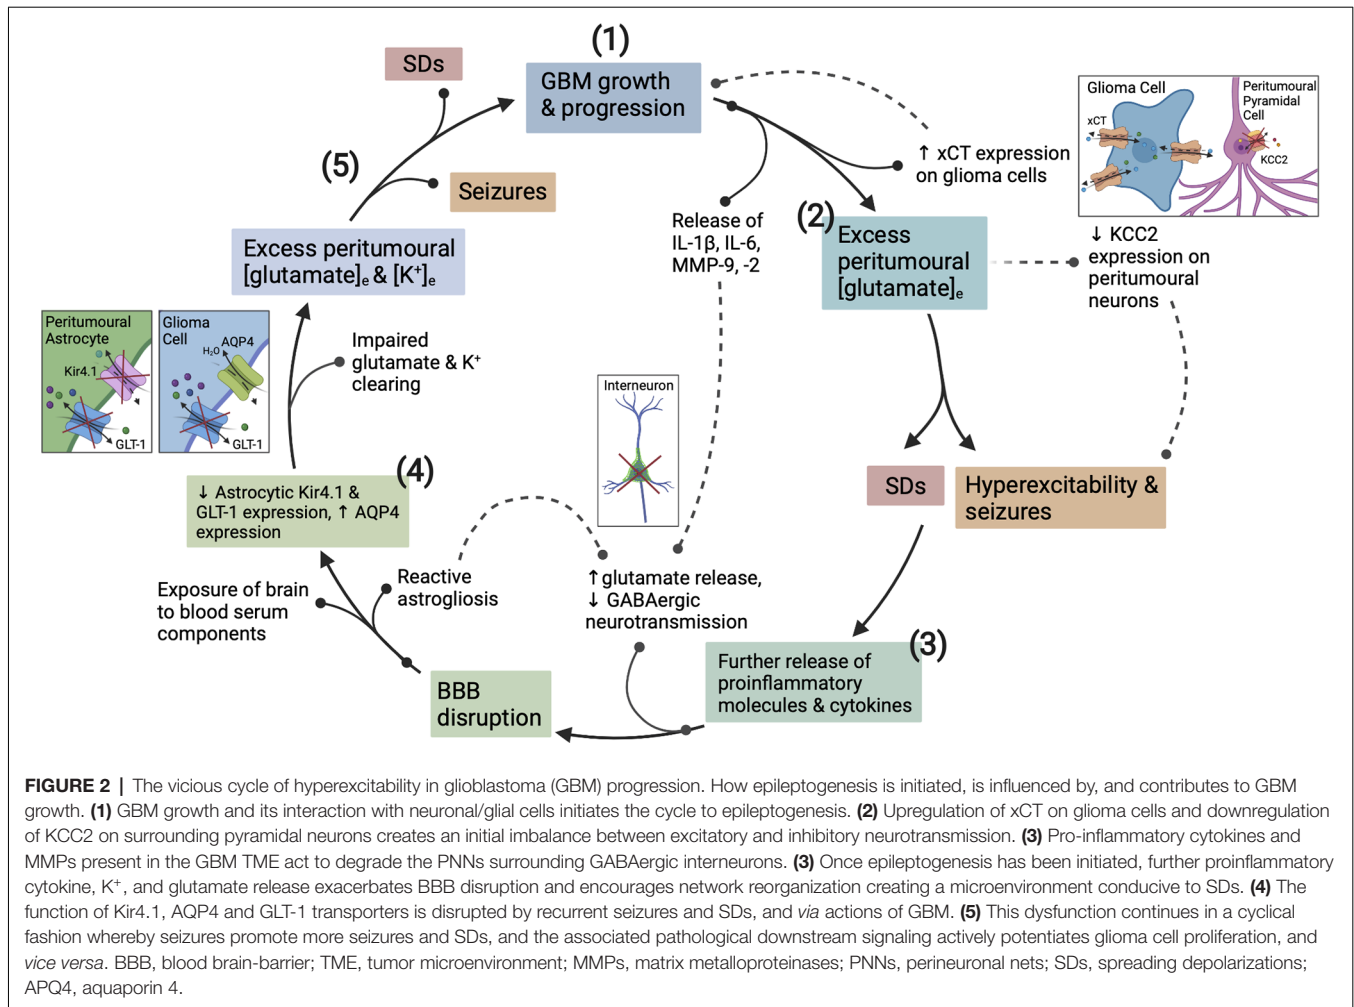 (1)
SDs
GBM growth
& progression
(5)
Seizures
↑ xCT expression
on glioma cells
Glioma Cell
xCT
Peritumoural
Pyramidal
Cell
KCC2
(2)
Release of
IL-1β, IL-6,
MMP-9, -2
Excess
peritumoural
[glutamate]e
↓ KCC2
expression on
peritumoural
neurons
Excess peritumoural
[glutamate]e & [K+]e
Peritumoural
Astrocyte
Kir4.1
GLT-1
Glioma
Cell
AQP4
H2O
GLT-1
Impaired
glutamate & K+
clearing
Interneuron
(4)
↓ Astrocytic Kir4.1 &
GLT-1 expression, ↑ AQP4
expression
SDs
Hyperexcitability &
seizures
Exposure of brain
to blood serum
components
Reactive
astrogliosis
↑glutamate release,
↓ GABAergic
neurotransmission
(3)
Further release of
proinflammatory
molecules & cytokines
BBB
disruption
FIGURE 2 | The vicious cycle of hyperexcitability in glioblastoma (GBM) progression. How epileptogenesis is initiated, is influenced by, and contributes to GBM
growth. (1) GBM growth and its interaction with neuronal/glial cells initiates the cycle to epileptogenesis. (2) Upregulation of xCT on glioma cells and downregulation
of KCC2 on surrounding pyramidal neurons creates an initial imbalance between excitatory and inhibitory neurotransmission. (3) Pro-inflammatory cytokines and
MMPs present in the GBM TME act to degrade the PNNs surrounding GABAergic interneurons. (3) Once epileptogenesis has been initiated, further proinflammatory
cytokine, K+, and glutamate release exacerbates BBB disruption and encourages network reorganization creating a microenvironment conducive to SDs. (4) The
function of Kir4.1, AQP4 and GLT-1 transporters is disrupted by recurrent seizures and SDs, and via actions of GBM. (5) This dysfunction continues in a cyclical
fashion whereby seizures promote more seizures and SDs, and the associated pathological downstream signaling actively potentiates glioma cell proliferation, and
vice versa. BBB, blood brain-barrier; TME, tumor microenvironment; MMPs, matrix metalloproteinases; PNNs, perineuronal nets; SDs, spreading depolarizations;
APQ4, aquaporin 4.